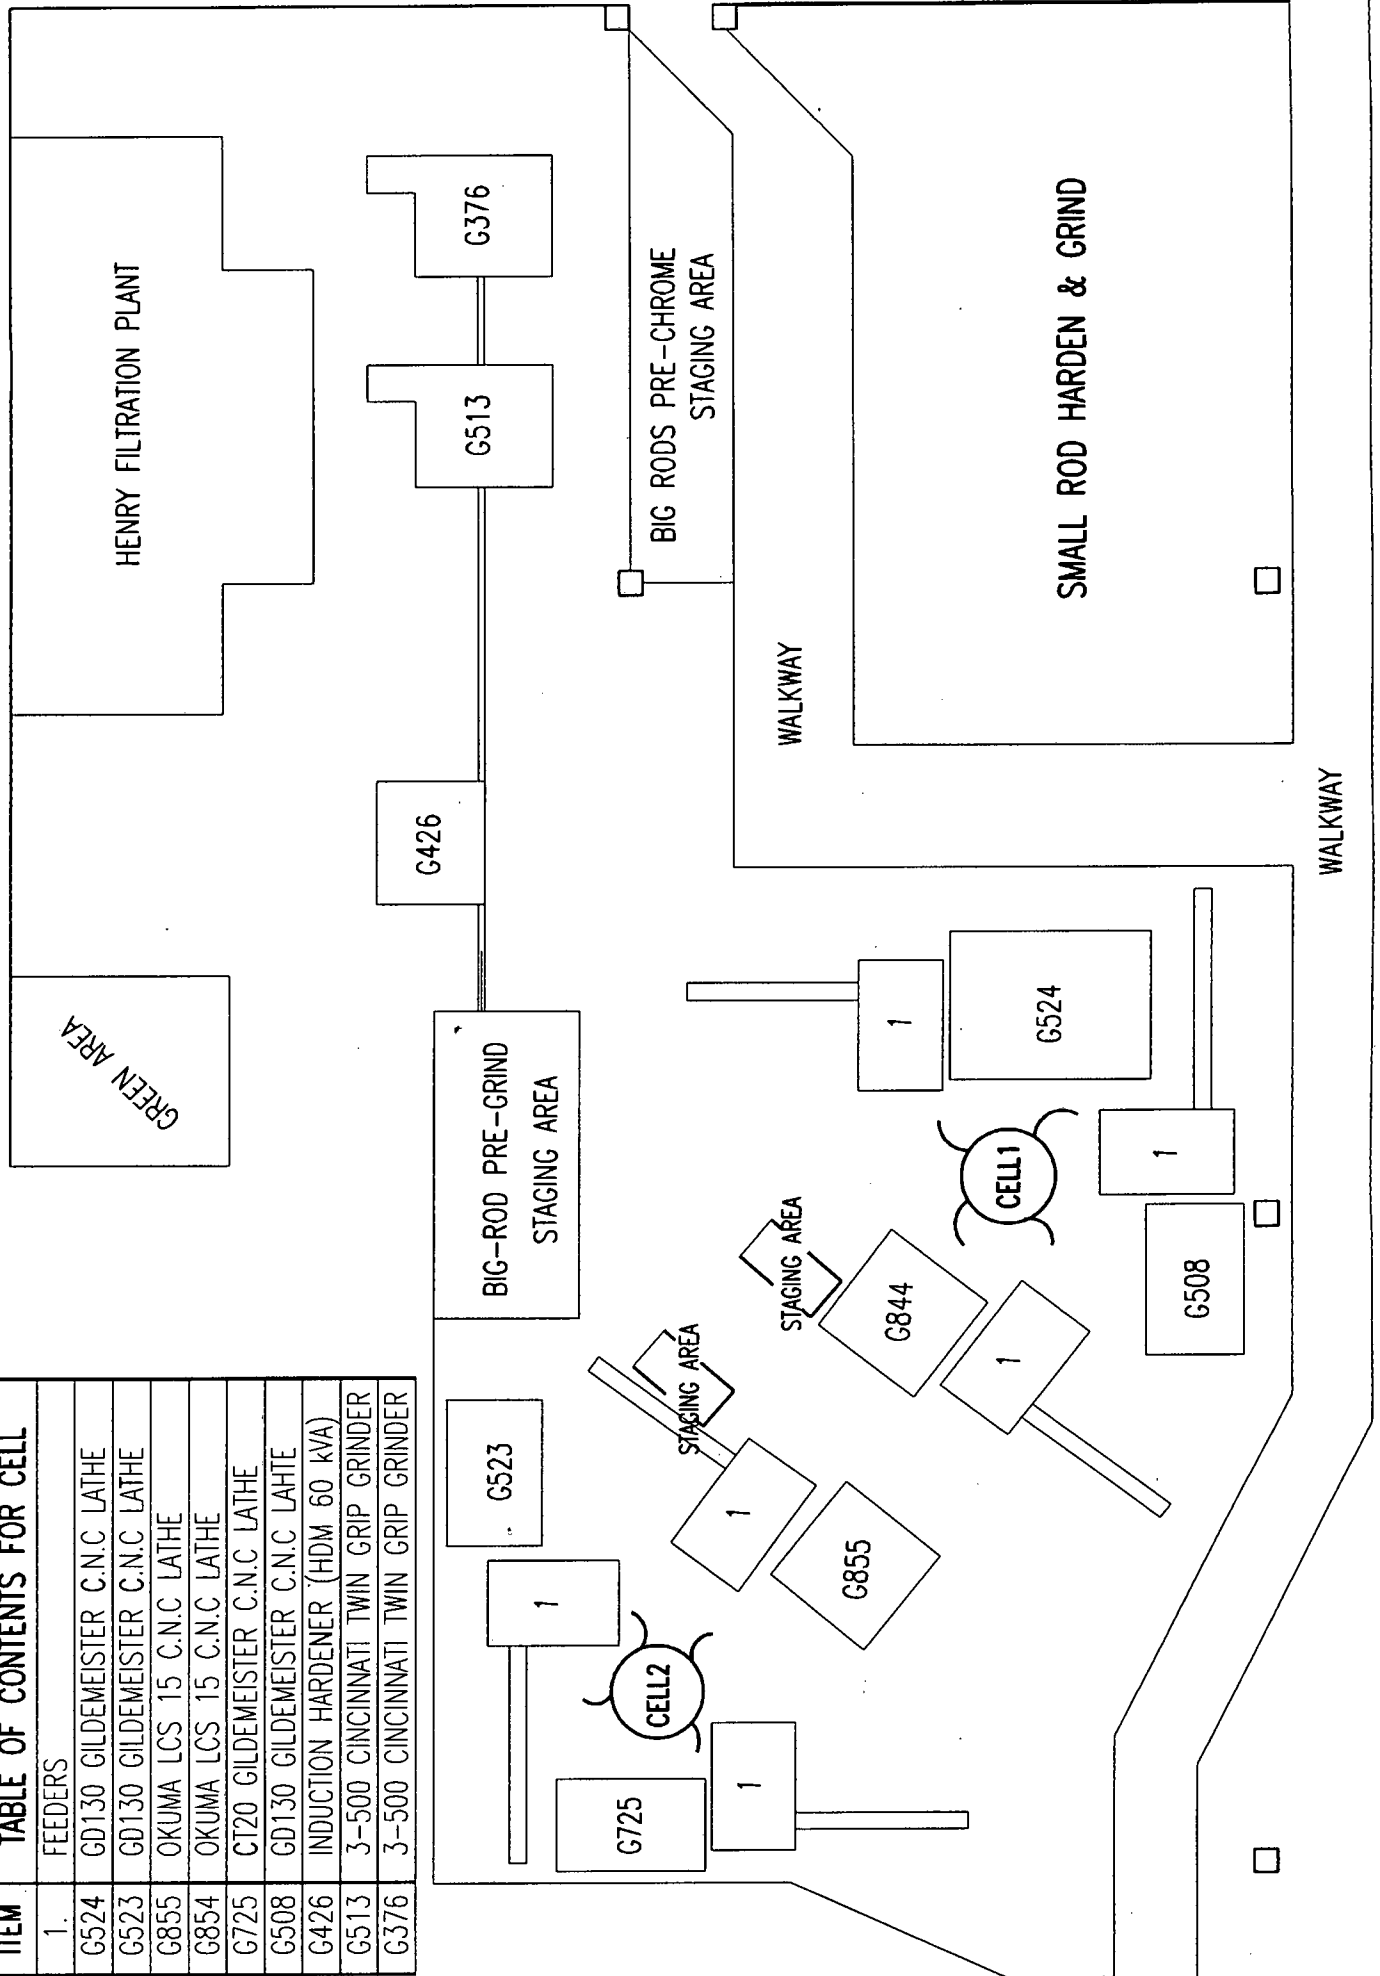 ITEM TABLE OF CONTENTS FOR CELL
1. FEEDERS
G524 GD130 GILDEMEISTER C.N.C LATHE
G523 GD130 GILDEMEISTER C.N.C LATHE
G855 OKUMA LCS 15 C.N.C LATHE
G854 OKUMA LCS 15 C.N.C LATHE
G725 CT20 GILDEMEISTER C.N.C LATHE
G508 GD130 GILDEMEISTER C.N.C LAHTE
G426 INDUCTION HARDENER (HDM 60 kVA)
G513 3-500 CINCINNATI TWIN GRIP GRINDER
G376 3-500 CINCINNATI TWIN GRIP GRINDER
GREEN AREA
HENRY FILTRATION PLANT
G426
G513
G376
BIG-ROD PRE-GRIND
STAGING AREA
BIG RODS PRE-CHROME
STAGING AREA
G523
1
CELL2
G725
1
STAGING AREA
1
G855
STAGING AREA
G844
1
CELL1
1
G524
1
G508
WALKWAY
SMALL ROD HARDEN & GRIND
WALKWAY